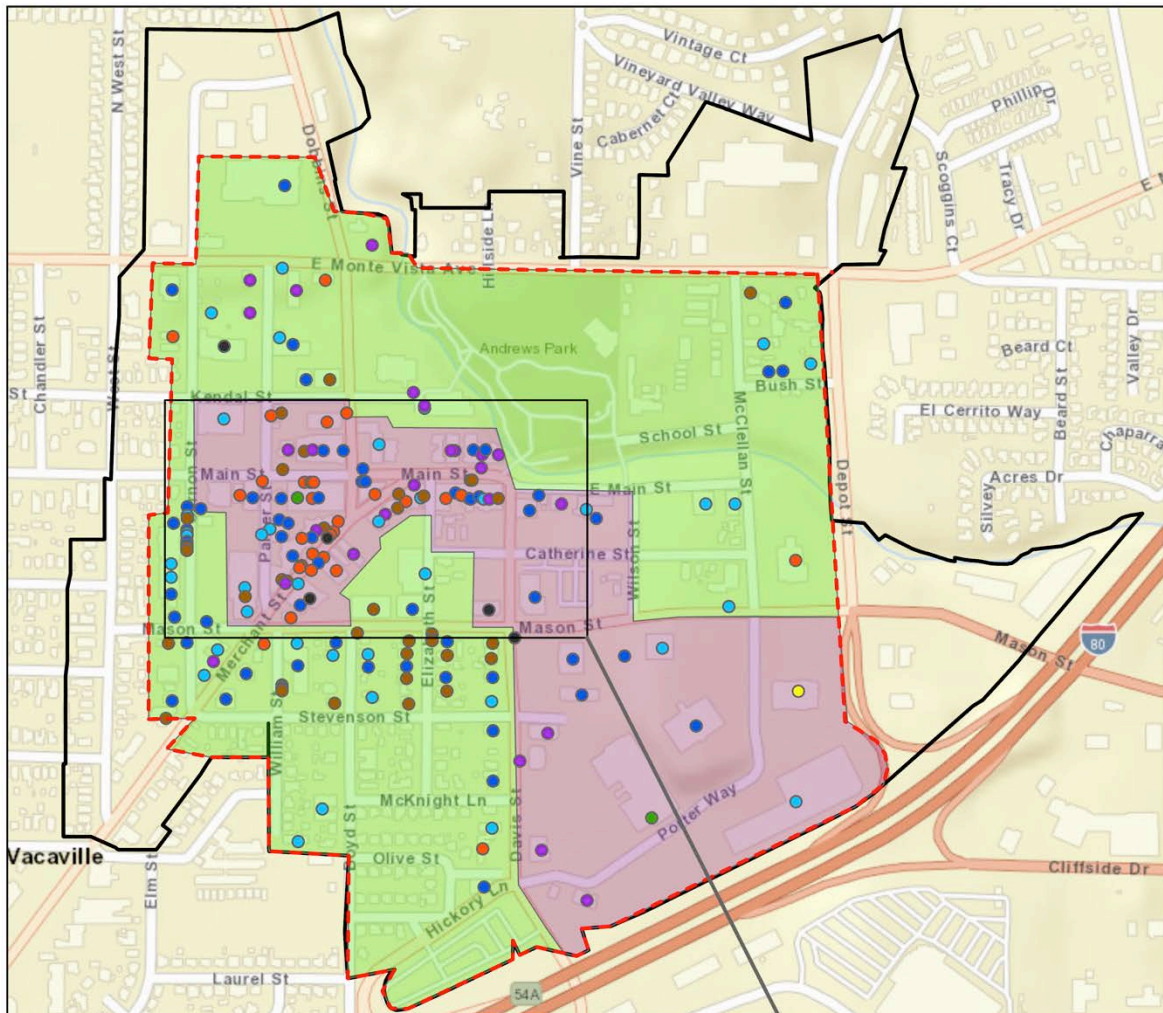 N West St
Dobbins St
Vine St
Vintage Ct
Vineyard Valley Way
Cabernet Ct
Phillip Dr
Scoggins Ct
Tracy Dr
Hillside Ln
E Monte Vista Ave
Chandler St
West St
Andrews Park
Beard Ct
Beard St
Valley Dr
Bush St
McClellan St
El Cerrito Way
St
Kendal St
School St
Main St
Main St
E Main St
Depot St
Acres Dr
Silvey
Parker St
Catherine St
Wilson St
Mason St
Merchant St
Elizabeth St
Mason St
Mason St
80
Stevenson St
William St
McKnight Ln
Davis St
Porter Way
Vacaville
Boyd St
Olive St
Elm St
Hickory Ln
Cliffside Dr
Laurel St
54A